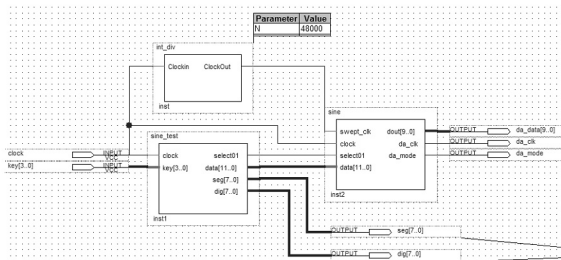 Parameter Value
N 48000
int_div
Clockin ClockOut
inst
sine
swept_clk dout[9..0]
clock da_clk
select01 da_mode
data[11..0]
inst2
sine_test
clock select01
key[3..0] data[11..0]
seg[7..0]
dig[7..0]
inst1
clock INPUT
VCC
key[3..0] INPUT
VCC
OUTPUT da_data[9..0]
OUTPUT da_clk
OUTPUT da_mode
OUTPUT seg[7..0]
OUTPUT dig[7..0]